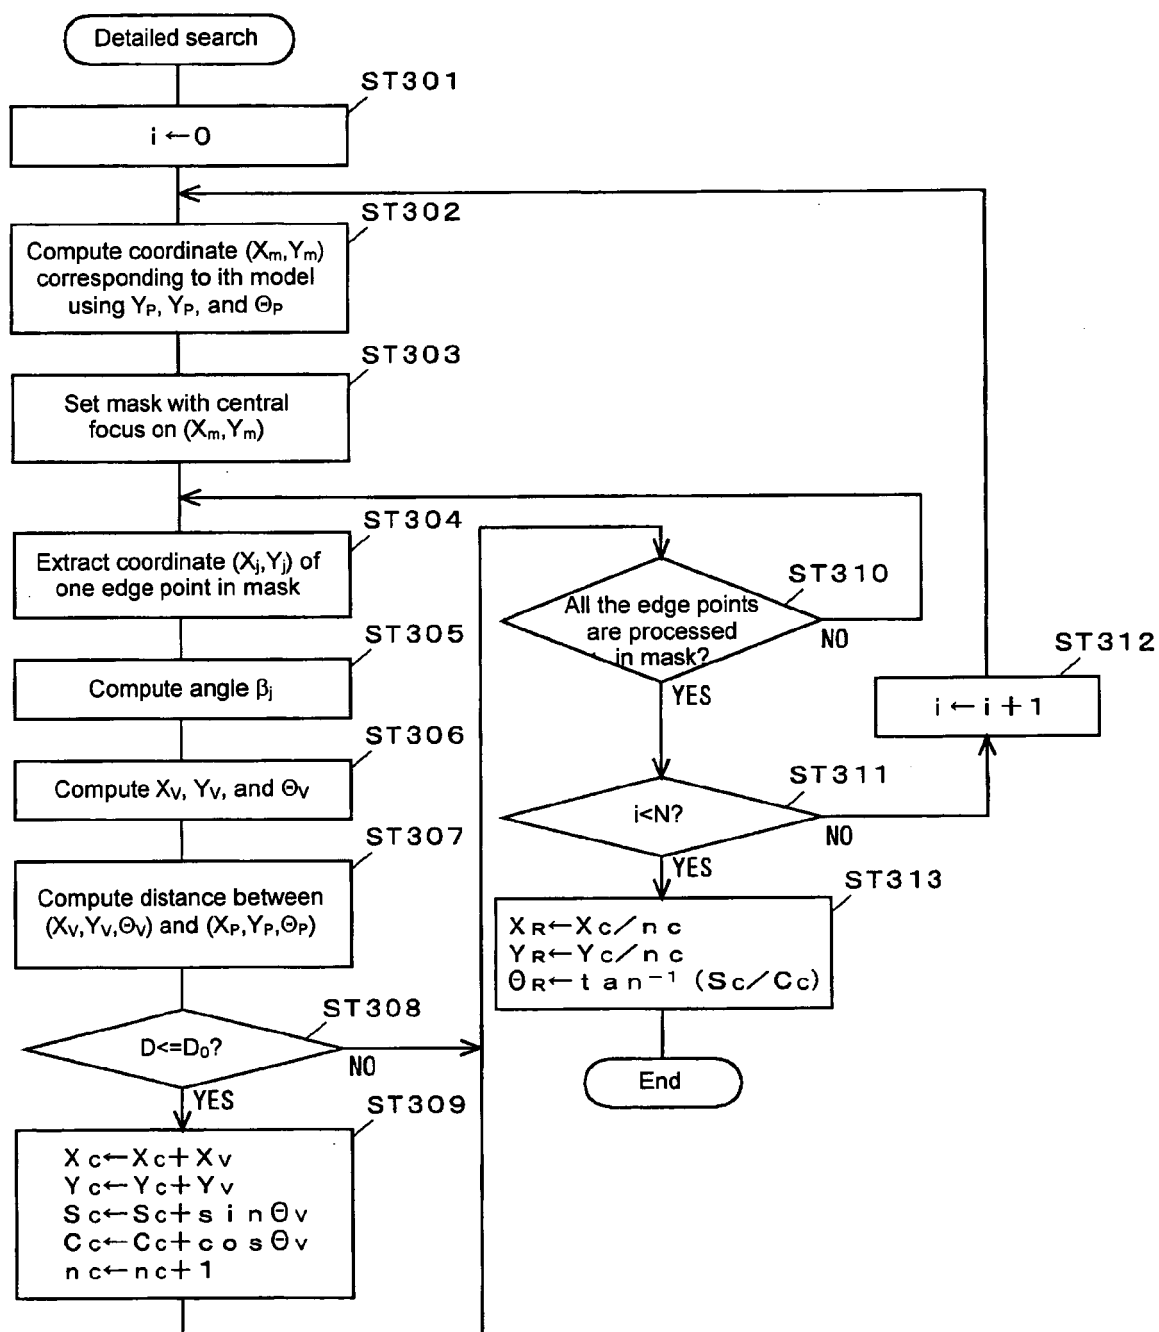 Detailed search
ST301
i←0
ST302
Compute coordinate (Xm,Ym)
corresponding to ith model
using YP, YP, and ΘP
ST303
Set mask with central
focus on (Xm,Ym)
ST304
Extract coordinate (Xj,Yj) of
one edge point in mask
ST305
Compute angle βj
ST306
Compute XV, YV, and ΘV
ST307
Compute distance between
(XV,YV,ΘV) and (XP,YP,ΘP)
ST308
D<=D0?
NO
YES
ST309
Xc←Xc+Xv
Yc←Yc+Yv
Sc←Sc+sinΘv
Cc←Cc+cosΘv
nc←nc+1
ST310
All the edge points
are processed
in mask?
NO
YES
ST311
i<N?
NO
YES
ST312
i←i+1
ST313
XR←Xc/nc
YR←Yc/nc
ΘR←tan⁻¹(Sc/Cc)
End